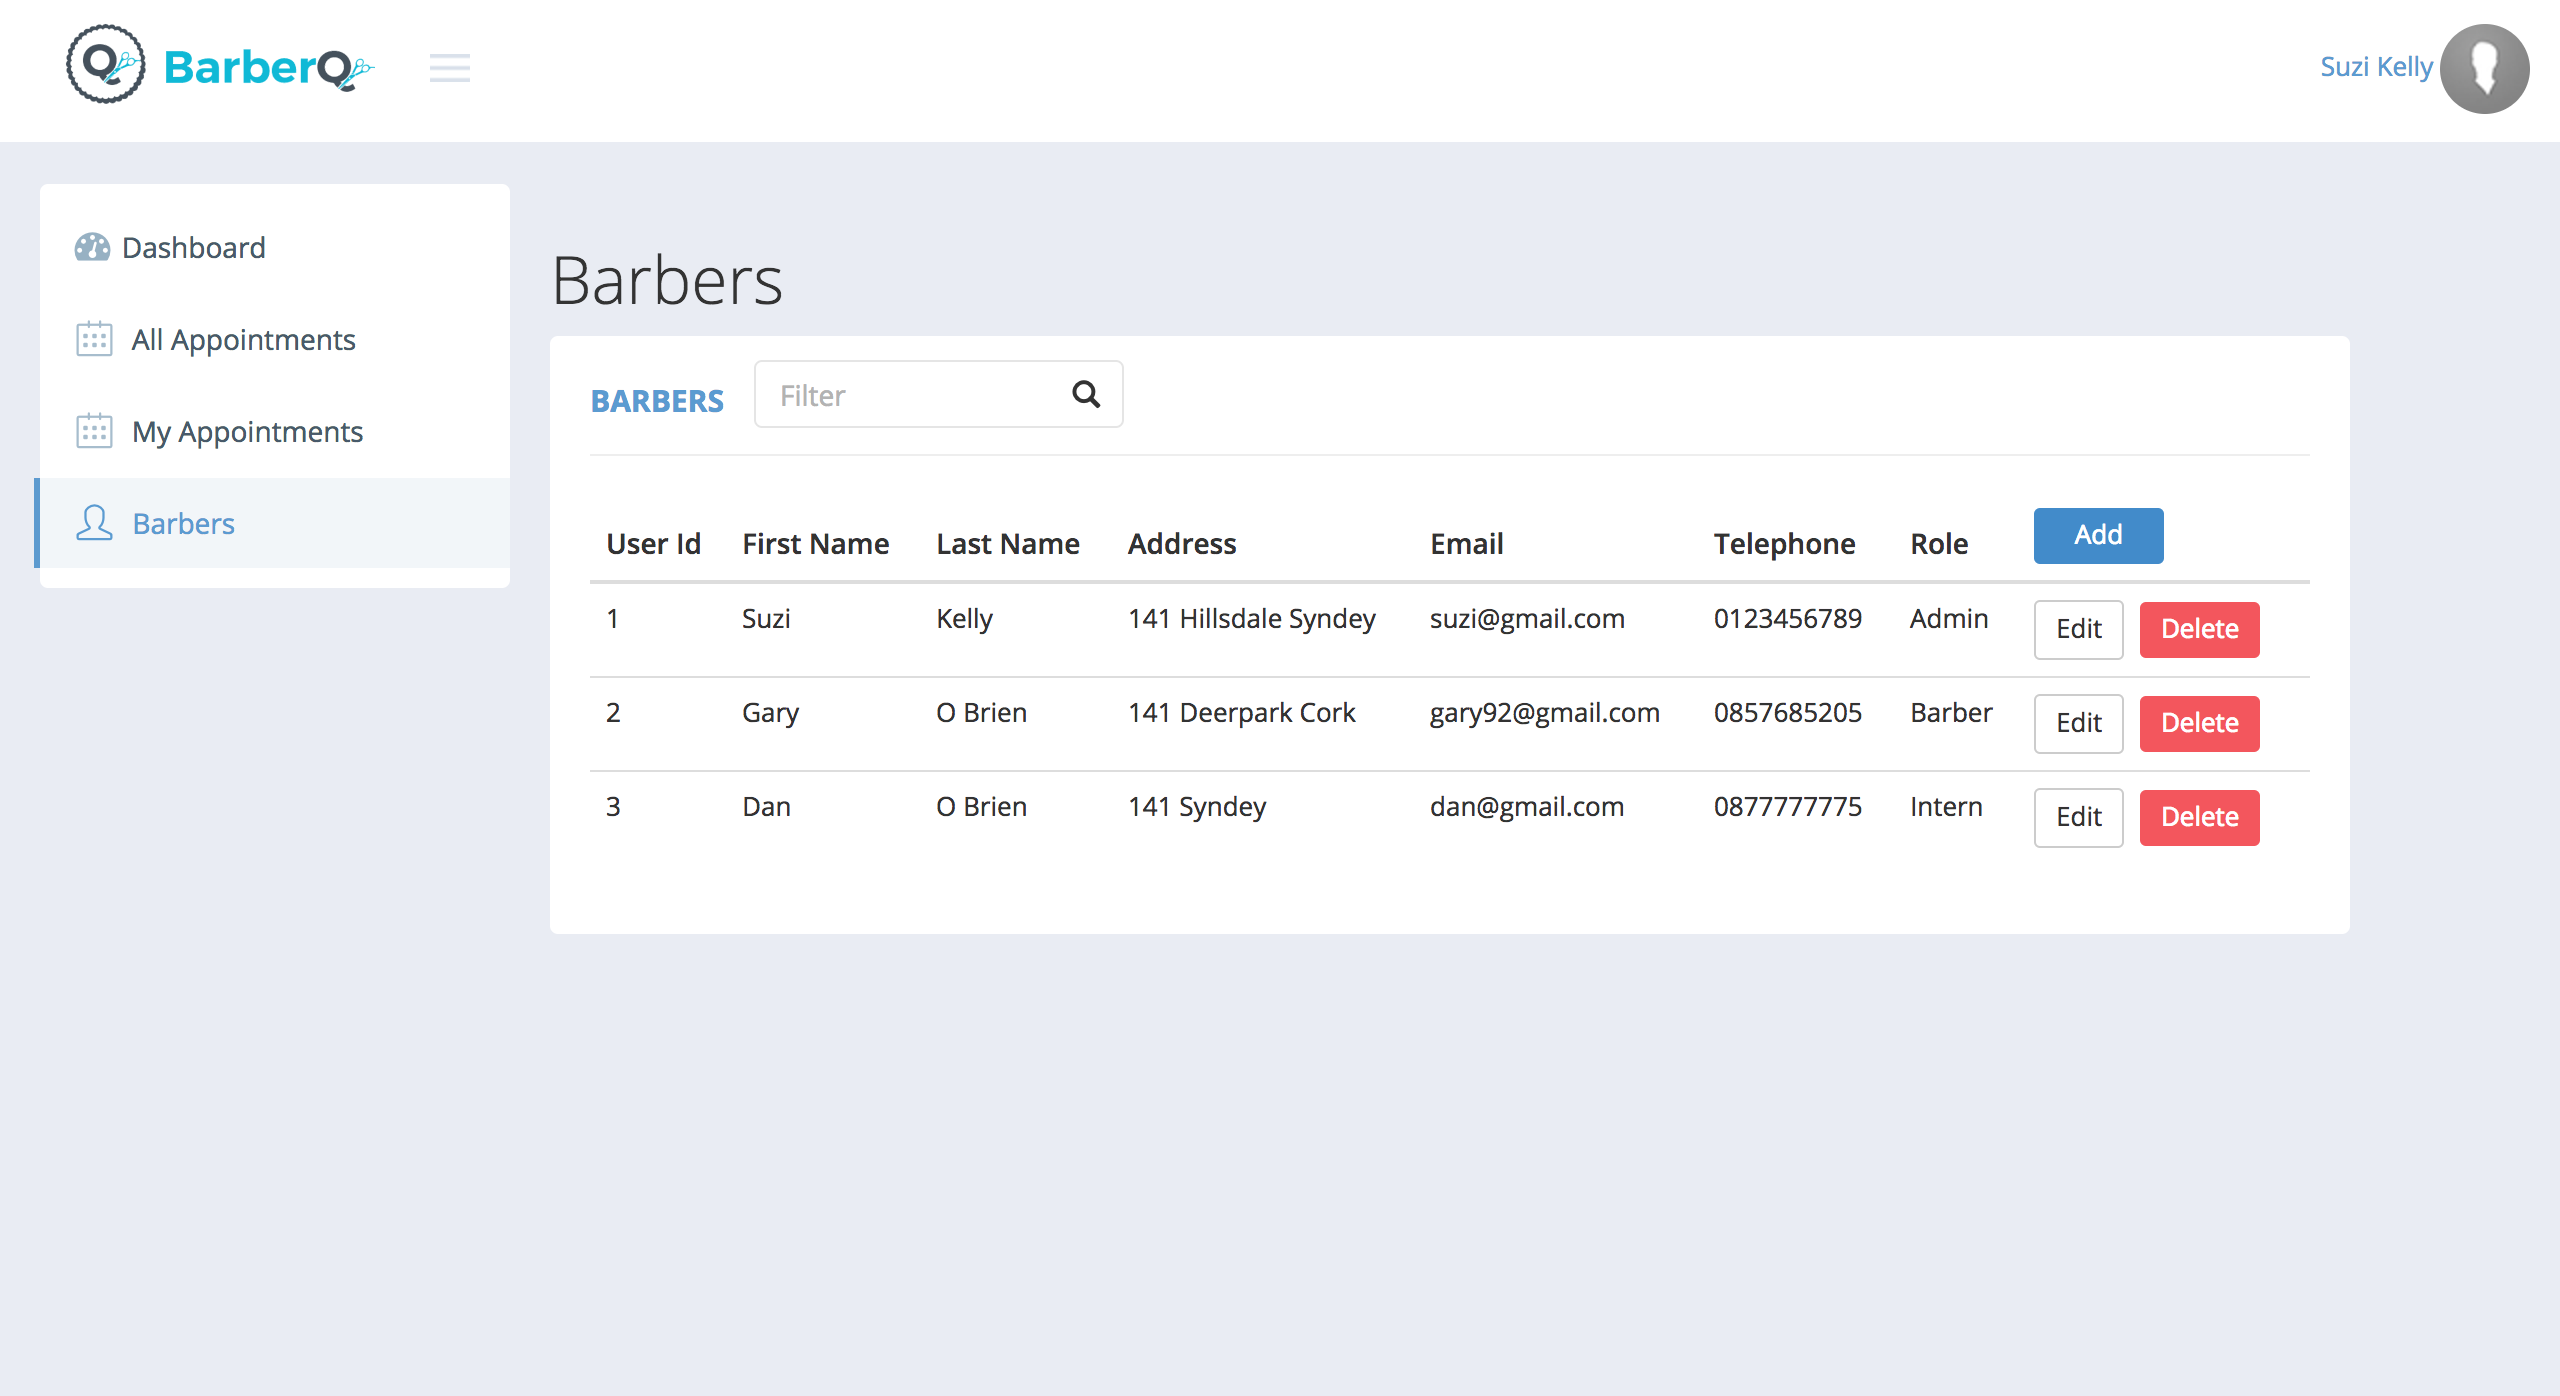 BarberQ
Suzi Kelly
Dashboard
All Appointments
My Appointments
Barbers
Barbers
BARBERS Filter
User Id First Name Last Name Address Email Telephone Role Add
1 Suzi Kelly 141 Hillsdale Syndey suzi@gmail.com 0123456789 Admin Edit Delete
2 Gary O Brien 141 Deerpark Cork gary92@gmail.com 0857685205 Barber Edit Delete
3 Dan O Brien 141 Syndey dan@gmail.com 0877777775 Intern Edit Delete